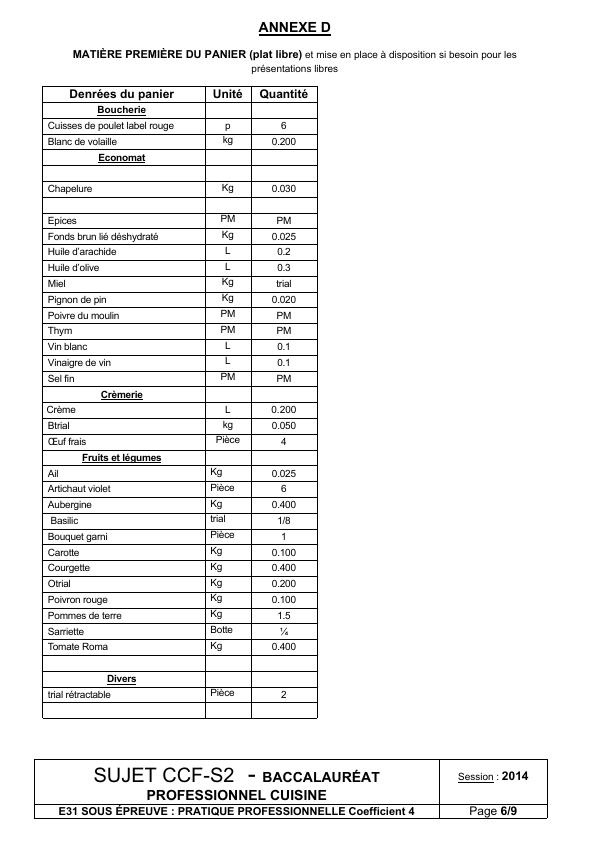 ANNEXE D
MATIÈRE PREMIÈRE DU PANIER (plat libre) et mise en place à disposition si besoin pour les
présentations libres
Denrées du panier Unité Quantité
Boucherie
Cuisses de poulet label rouge p 6
Blanc de volaille kg 0.200
Economat
Chapelure Kg 0.030
Epices PM PM
Fonds brun lié déshydraté Kg 0.025
Huile d'arachide L 0.2
Huile d'olive L 0.3
Miel Kg trial
Pignon de pin Kg 0.020
Poivre du moulin PM PM
Thym PM PM
Vin blanc L 0.1
Vinaigre de vin L 0.1
Sel fin PM PM
Crèmerie
Crème L 0.200
Btrial kg 0.050
Œuf frais Pièce 4
Fruits et légumes
Ail Kg 0.025
Artichaut violet Pièce 6
Aubergine Kg 0.400
Basilic trial 1/8
Bouquet garni Pièce 1
Carotte Kg 0.100
Courgette Kg 0.400
Otrial Kg 0.200
Poivron rouge Kg 0.100
Pommes de terre Kg 1.5
Sarriette Botte ¼
Tomate Roma Kg 0.400
Divers
trial rétractable Pièce 2
SUJET CCF-S2 - BACCALAURÉAT
PROFESSIONNEL CUISINE
Session : 2014
E31 SOUS ÉPREUVE : PRATIQUE PROFESSIONNELLE Coefficient 4
Page 6/9